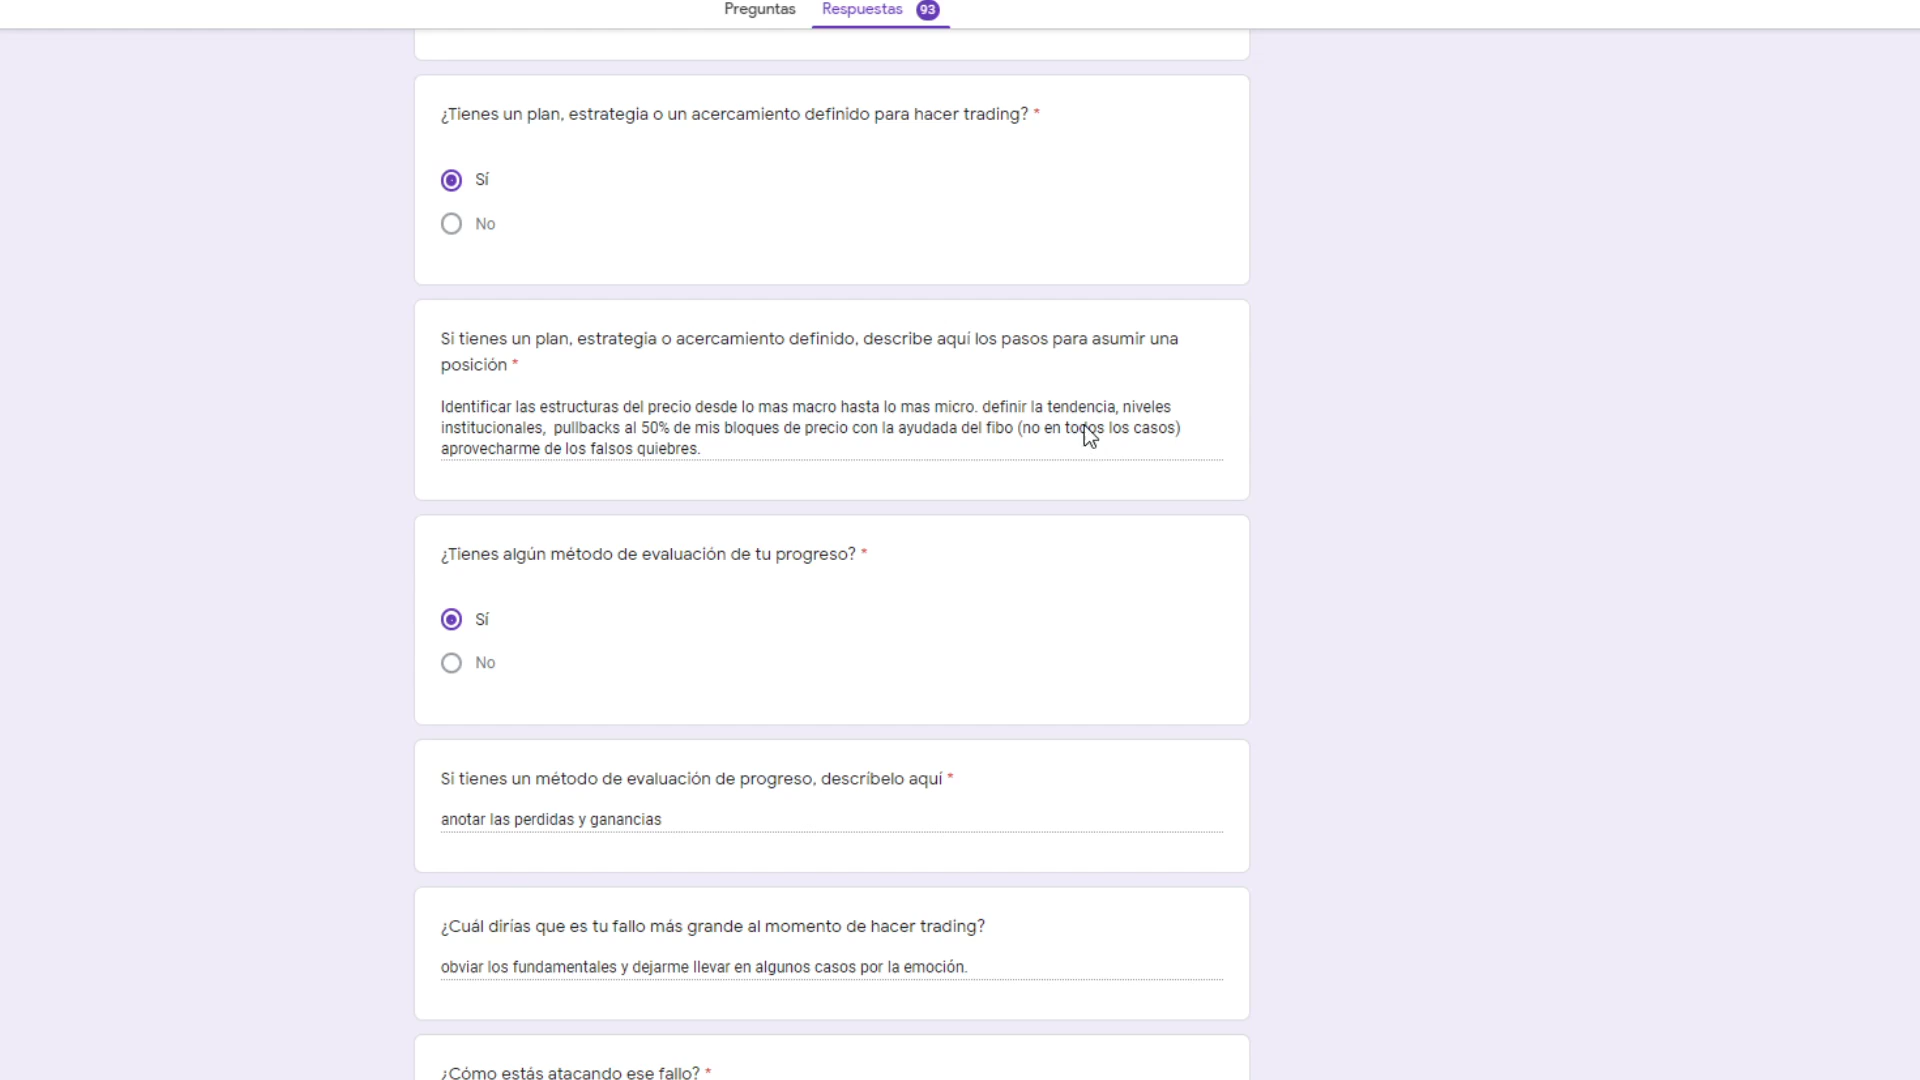 Preguntas
Respuestas 93
¿Tienes un plan, estrategia o un acercamiento definido para hacer trading? *
Sí
No
Si tienes un plan, estrategia o acercamiento definido, describe aquí los pasos para asumir una
posición *
Identificar las estructuras del precio desde lo mas macro hasta lo mas micro. definir la tendencia, niveles
institucionales,  pullbacks al 50% de mis bloques de precio con la ayudada del fibo (no en todos los casos)
aprovecharme de los falsos quiebres.
¿Tienes algún método de evaluación de tu progreso? *
Sí
No
Si tienes un método de evaluación de progreso, descríbelo aquí *
anotar las perdidas y ganancias
¿Cuál dirías que es tu fallo más grande al momento de hacer trading?
obviar los fundamentales y dejarme llevar en algunos casos por la emoción.
¿Cómo estás atacando ese fallo? *